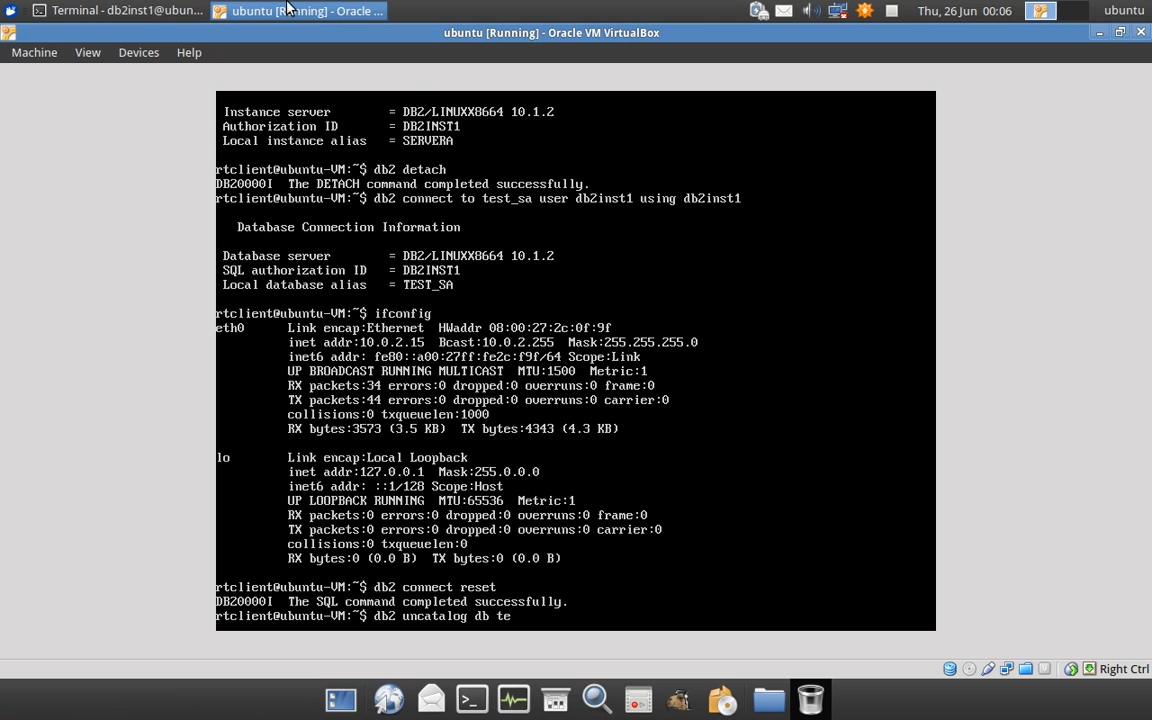 Terminal - db2inst1@ubun...
ubuntu [Running] - Oracle ...
Thu, 26 Jun 00:06
ubuntu
ubuntu [Running] - Oracle VM VirtualBox
Machine View Devices Help
Instance server = DB2/LINUXX8664 10.1.2
Authorization ID = DB2INST1
Local instance alias = SERVERA
rtclient@ubuntu-VM:~$ db2 detach
DB20000I The DETACH command completed successfully.
rtclient@ubuntu-VM:~$ db2 connect to test_sa user db2inst1 using db2inst1
Database Connection Information
Database server = DB2/LINUXX8664 10.1.2
SQL authorization ID = DB2INST1
Local database alias = TEST_SA
rtclient@ubuntu-VM:~$ ifconfig
eth0 Link encap:Ethernet HWaddr 08:00:27:2c:0f:9f
inet addr:10.0.2.15 Bcast:10.0.2.255 Mask:255.255.255.0
inet6 addr: fe80::a00:27ff:fe2c:f9f/64 Scope:Link
UP BROADCAST RUNNING MULTICAST MTU:1500 Metric:1
RX packets:34 errors:0 dropped:0 overruns:0 frame:0
TX packets:44 errors:0 dropped:0 overruns:0 carrier:0
collisions:0 txqueuelen:1000
RX bytes:3573 (3.5 KB) TX bytes:4343 (4.3 KB)
lo Link encap:Local Loopback
inet addr:127.0.0.1 Mask:255.0.0.0
inet6 addr: ::1/128 Scope:Host
UP LOOPBACK RUNNING MTU:65536 Metric:1
RX packets:0 errors:0 dropped:0 overruns:0 frame:0
TX packets:0 errors:0 dropped:0 overruns:0 carrier:0
collisions:0 txqueuelen:0
RX bytes:0 (0.0 B) TX bytes:0 (0.0 B)
rtclient@ubuntu-VM:~$ db2 connect reset
DB20000I The SQL command completed successfully.
rtclient@ubuntu-VM:~$ db2 uncatalog db te
Right Ctrl